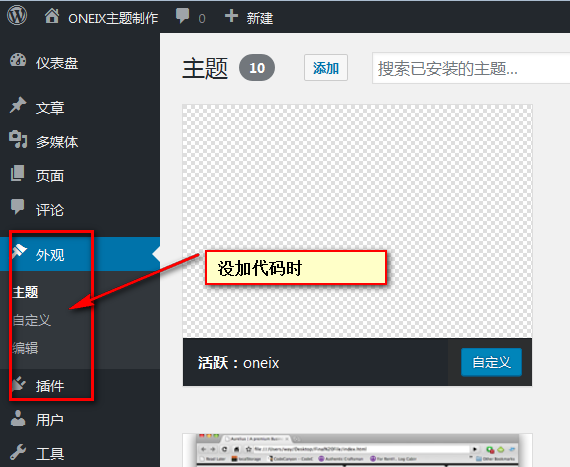 ONEIX主题制作 0 新建
仪表盘
文章
多媒体
页面
评论
外观
主题
自定义
编辑
插件
用户
工具
主题 10 添加 搜索已安装的主题...
没加代码时
活跃：oneix 自定义